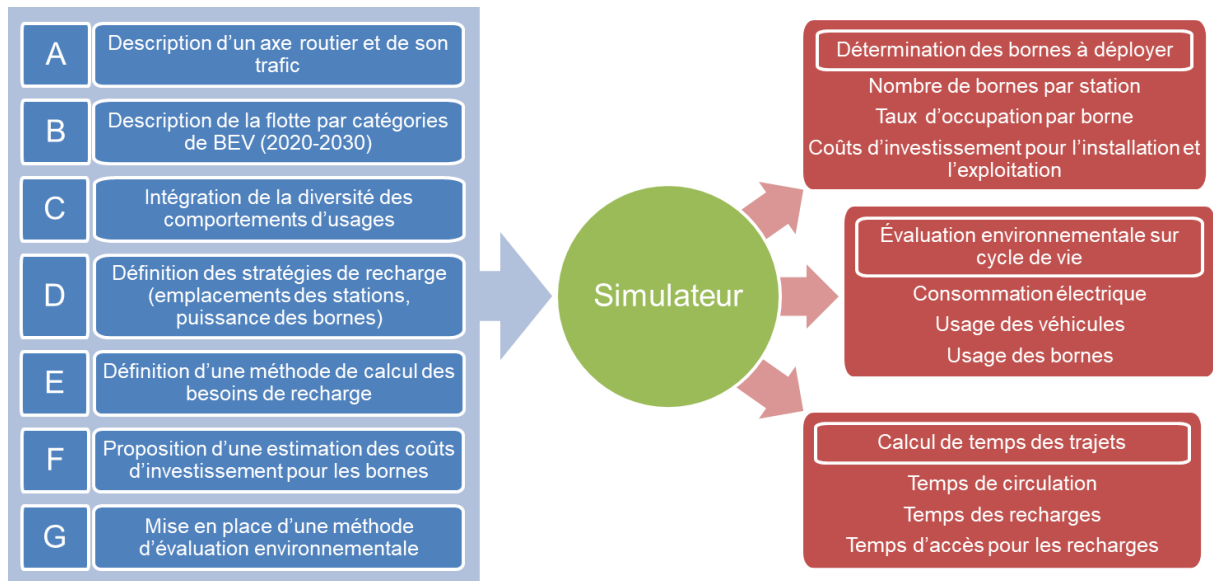 A
Description d'un axe routier et de son
trafic
B
Description de la flotte par catégories
de BEV (2020-2030)
C
Intégration de la diversité des
comportements d'usages
D
Définition des stratégies de recharge
(emplacements des stations,
puissance des bornes)
E
Définition d'une méthode de calcul des
besoins de recharge
F
Proposition d'une estimation des coûts
d'investissement pour les bornes
G
Mise en place d'une méthode
d'évaluation environnementale
Simulateur
Détermination des bornes à déployer
Nombre de bornes par station
Taux d'occupation par borne
Coûts d'investissement pour l'installation et
l'exploitation
Évaluation environnementale sur
cycle de vie
Consommation électrique
Usage des véhicules
Usage des bornes
Calcul de temps des trajets
Temps de circulation
Temps des recharges
Temps d'accès pour les recharges